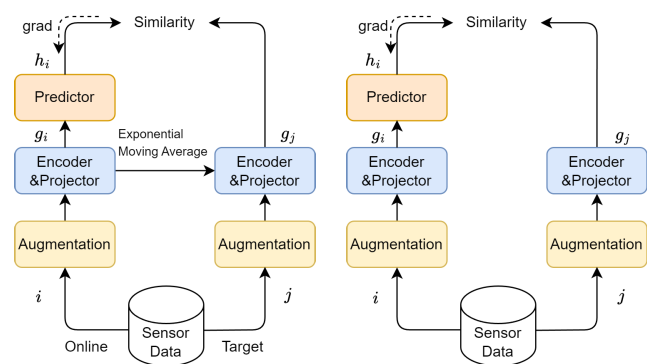 grad
Similarity
h_i
Predictor
g_i
Exponential
Moving Average
g_j
Encoder
&Projector
Encoder
&Projector
Augmentation
Augmentation
i
j
Sensor
Data
Online
Target
grad
Similarity
h_i
Predictor
g_i
g_j
Encoder
&Projector
Encoder
&Projector
Augmentation
Augmentation
i
j
Sensor
Data